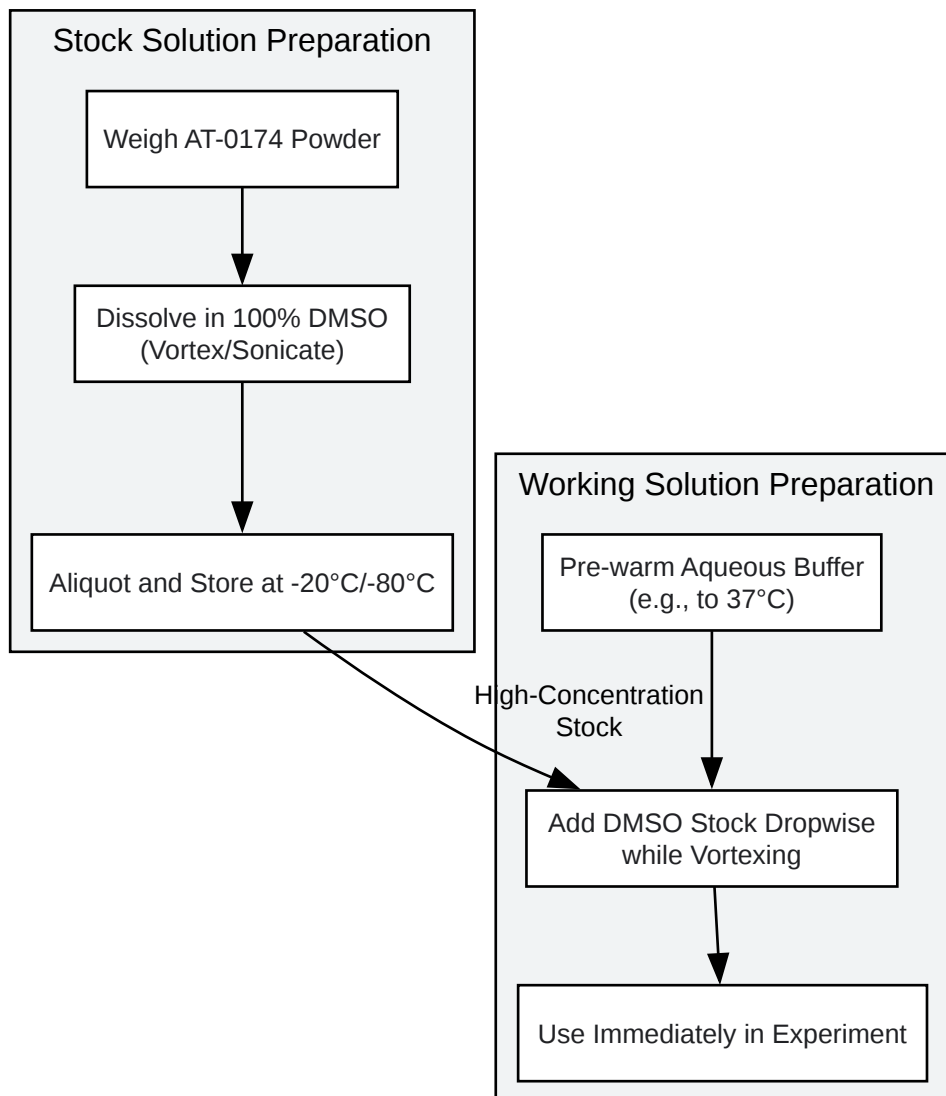 Stock Solution Preparation
Weigh AT-0174 Powder
Dissolve in 100% DMSO
(Vortex/Sonicate)
Aliquot and Store at -20°C/-80°C
Working Solution Preparation
Pre-warm Aqueous Buffer
(e.g., to 37°C)
High-Concentration
Stock
Add DMSO Stock Dropwise
while Vortexing
Use Immediately in Experiment